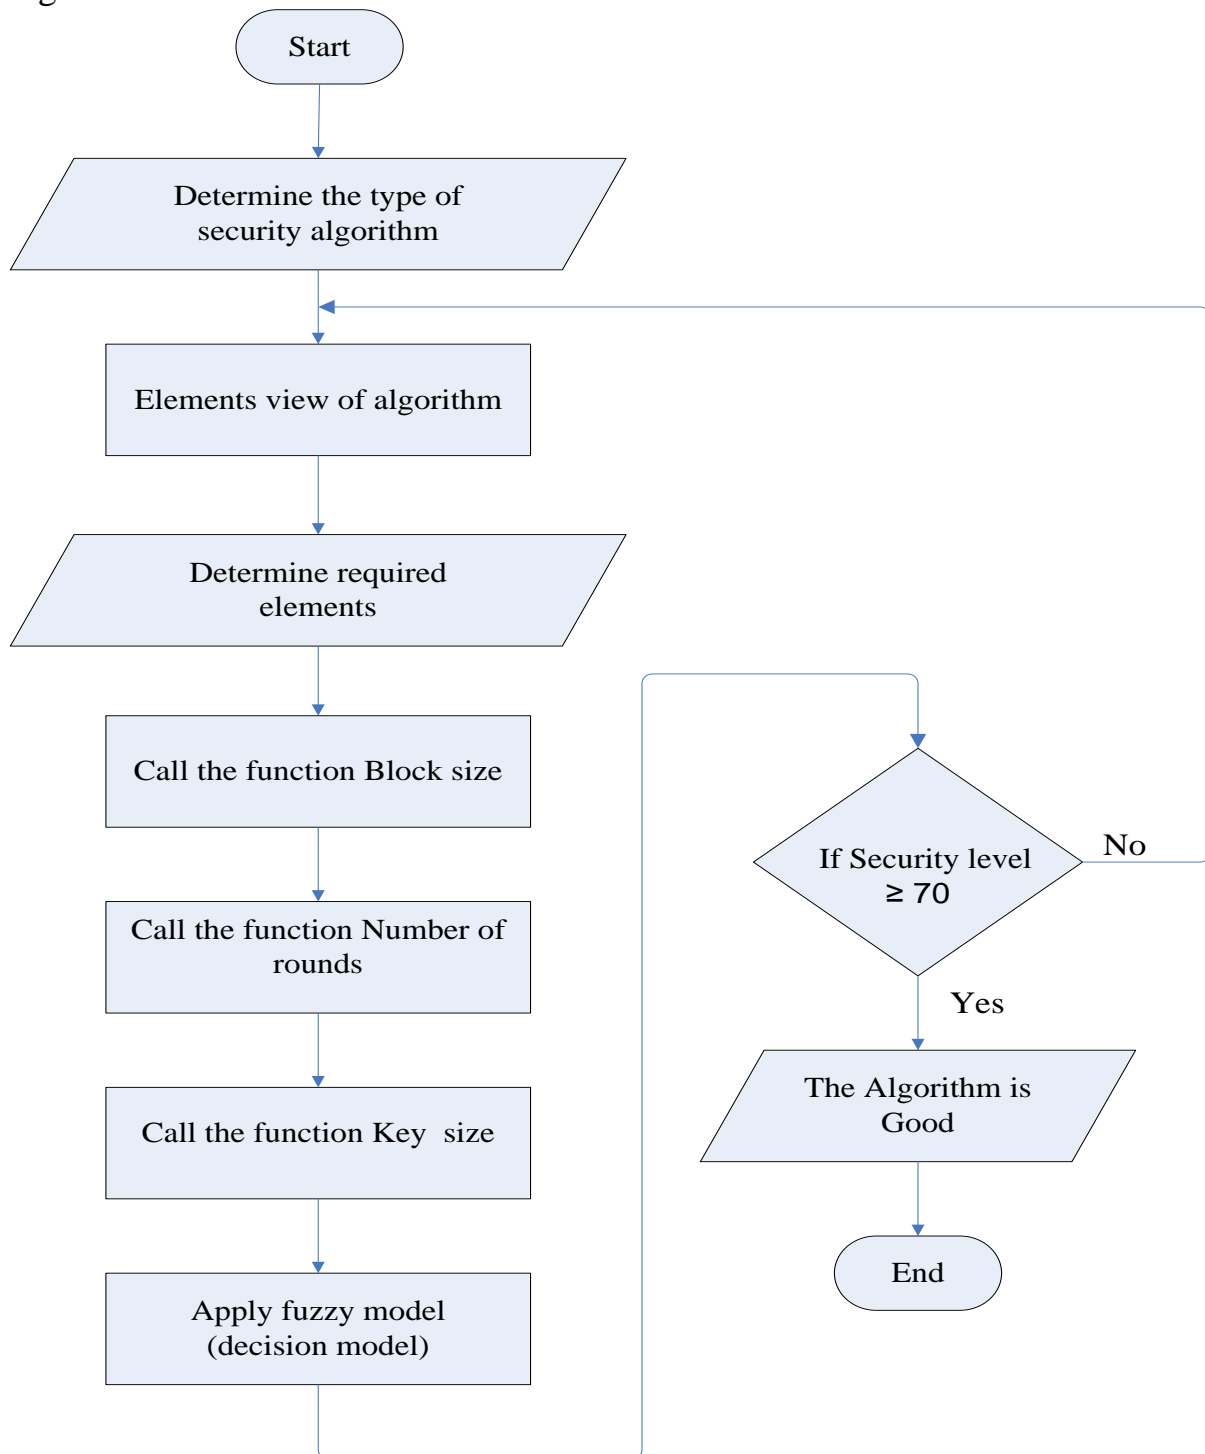 Start
Determine the type of
security algorithm
Elements view of algorithm
Determine required
elements
Call the function Block size
Call the function Number of
rounds
Call the function Key  size
Apply fuzzy model
(decision model)
If Security level
≥ 70
No
Yes
The Algorithm is
Good
End